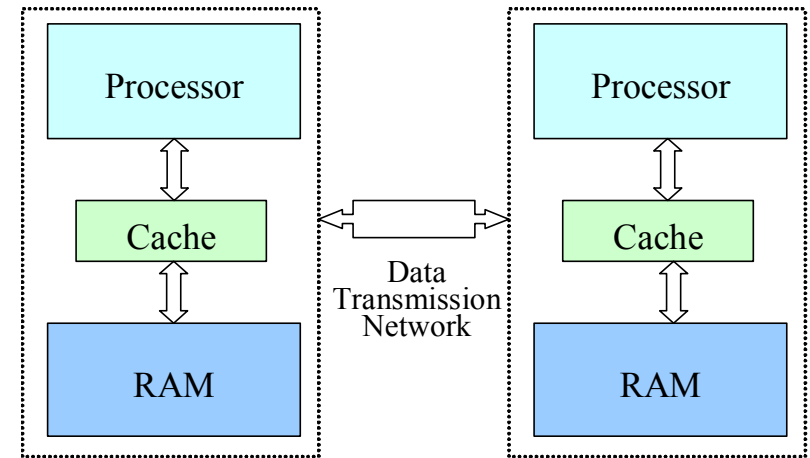 Processor
Cache
RAM
Data
Transmission
Network
Processor
Cache
RAM